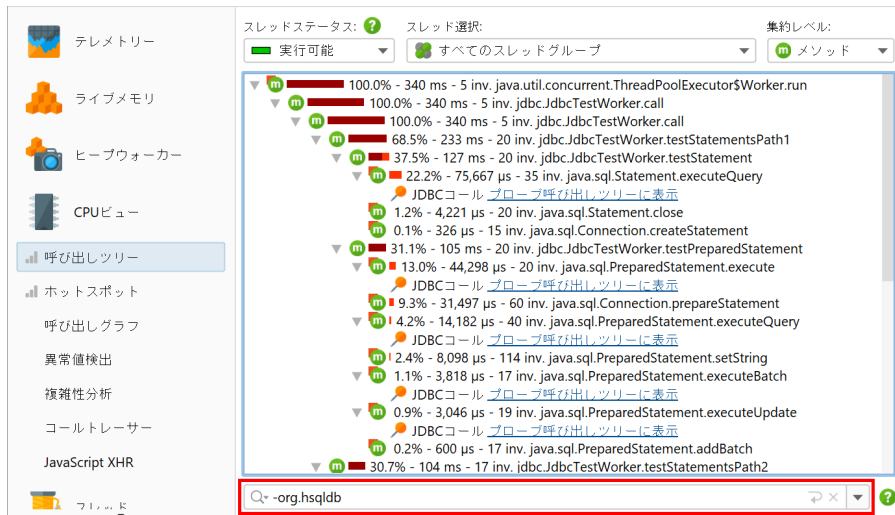 テレメトリー
ライブメモリ
ヒープウォーカー
CPUビュー
呼び出しツリー
ホットスポット
呼び出しグラフ
異常値検出
複雑性分析
コールトレーサー
JavaScript XHR
スレッド
スレッドステータス: ?
スレッド選択:
集約レベル:
実行可能
すべてのスレッドグループ
m メソッド
m 100.0% - 340 ms - 5 inv. java.util.concurrent.ThreadPoolExecutor$Worker.run
m 100.0% - 340 ms - 5 inv. jdbc.JdbcTestWorker.call
m 100.0% - 340 ms - 5 inv. jdbc.JdbcTestWorker.call
m 68.5% - 233 ms - 20 inv. jdbc.JdbcTestWorker.testStatementsPath1
m 37.5% - 127 ms - 20 inv. jdbc.JdbcTestWorker.testStatement
m 22.2% - 75,667 µs - 35 inv. java.sql.Statement.executeQuery
JDBCコール プローブ呼び出しツリーに表示
m 1.2% - 4,221 µs - 20 inv. java.sql.Statement.close
m 0.1% - 326 µs - 15 inv. java.sql.Connection.createStatement
m 31.1% - 105 ms - 20 inv. jdbc.JdbcTestWorker.testPreparedStatement
m 13.0% - 44,298 µs - 20 inv. java.sql.PreparedStatement.execute
JDBCコール プローブ呼び出しツリーに表示
m 9.3% - 31,497 µs - 60 inv. java.sql.Connection.prepareStatement
m 4.2% - 14,182 µs - 40 inv. java.sql.PreparedStatement.executeQuery
JDBCコール プローブ呼び出しツリーに表示
m 2.4% - 8,098 µs - 114 inv. java.sql.PreparedStatement.setString
m 1.1% - 3,818 µs - 17 inv. java.sql.PreparedStatement.executeBatch
JDBCコール プローブ呼び出しツリーに表示
m 0.9% - 3,046 µs - 19 inv. java.sql.PreparedStatement.executeUpdate
JDBCコール プローブ呼び出しツリーに表示
m 0.2% - 600 µs - 17 inv. java.sql.PreparedStatement.addBatch
m 30.7% - 104 ms - 17 inv. jdbc.JdbcTestWorker.testStatementsPath2
-org.hsqldb ?